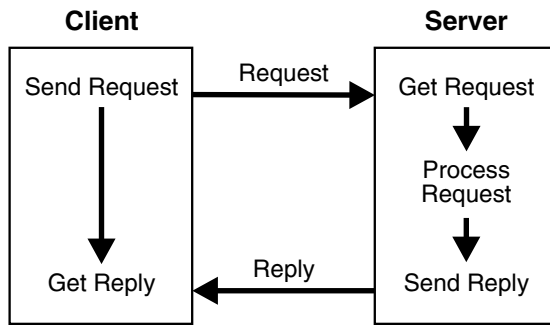 Client
Server
Send Request
Request
Get Request
Process
Request
Get Reply
Reply
Send Reply